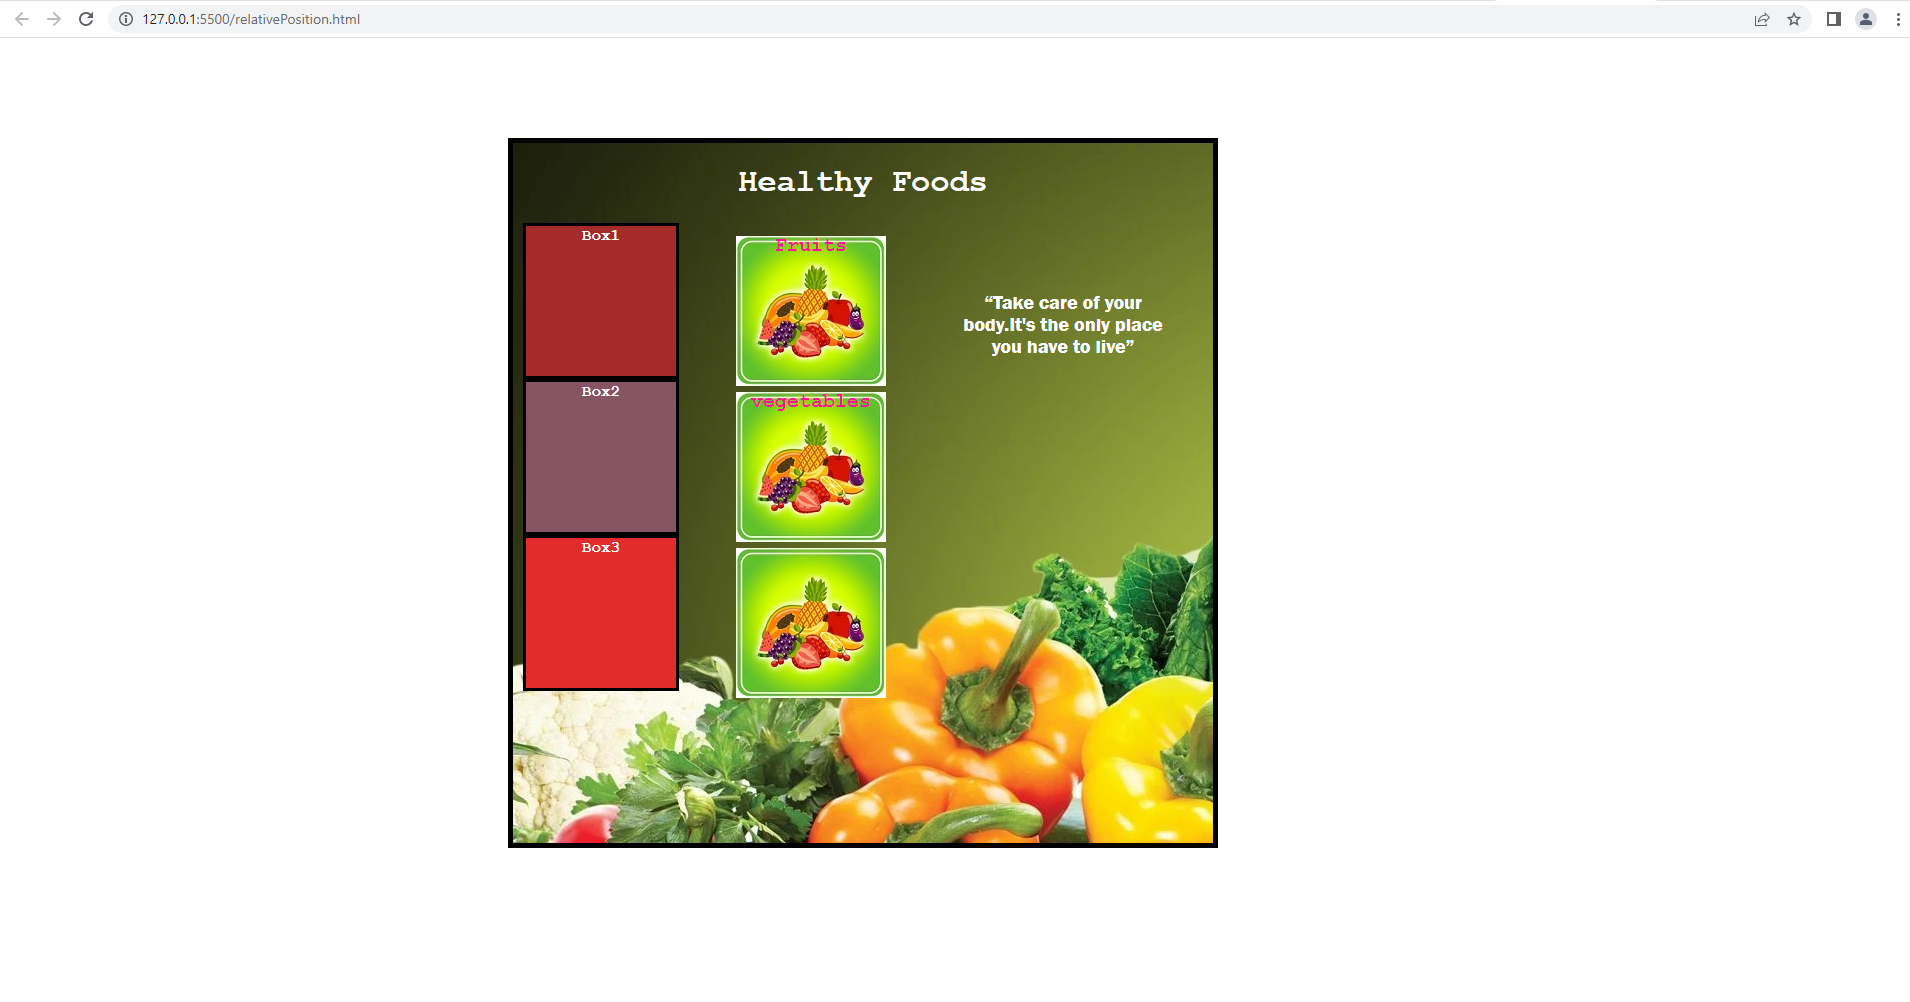 127.0.0.1:5500/relativePosition.html
Healthy Foods
Box1
Fruits
“Take care of your
body.It's the only place
you have to live”
Box2
vegetables
Box3